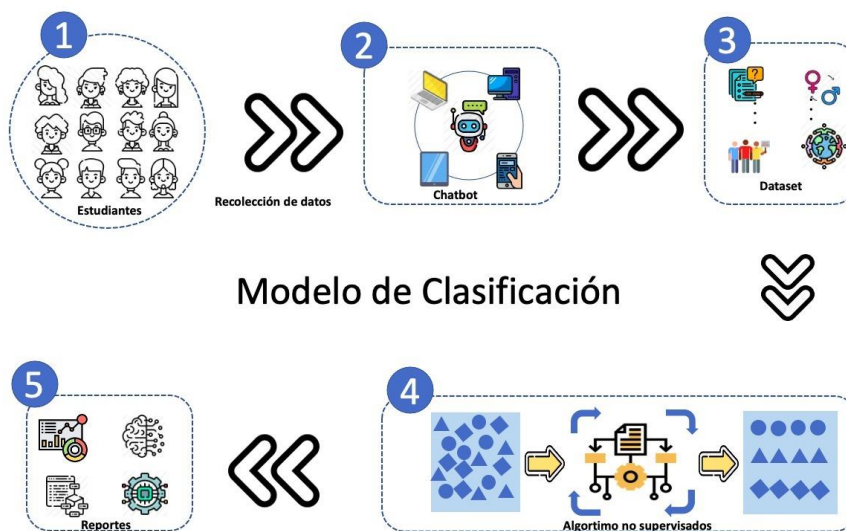 1
Estudiantes
Recolección de datos
2
Chatbot
3
Dataset
Modelo de Clasificación
4
Algortimo no supervisados
5
Reportes